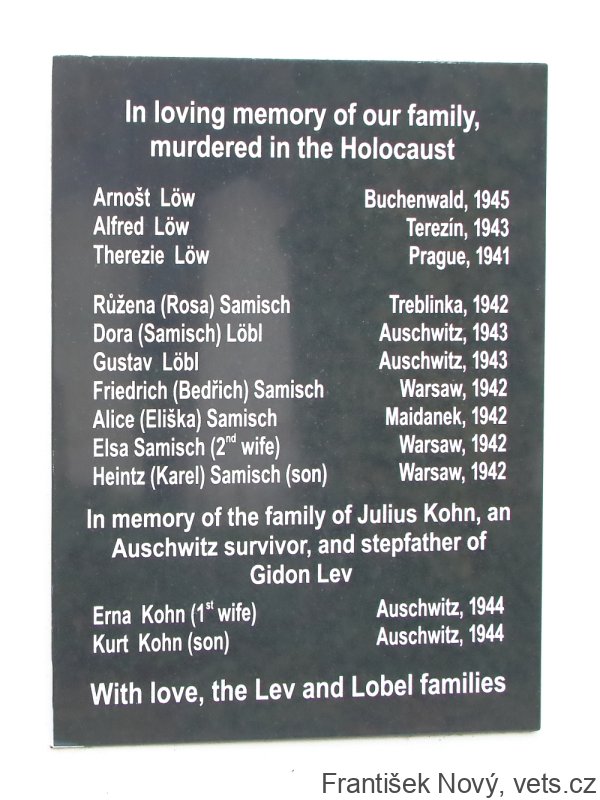 In loving memory of our family,
murdered in the Holocaust
Arnošt Löw Buchenwald, 1945
Alfred Löw Terezín, 1943
Therezie Löw Prague, 1941
Růžena (Rosa) Samisch Treblinka, 1942
Dora (Samisch) Löbl Auschwitz, 1943
Gustav Löbl Auschwitz, 1943
Friedrich (Bedřich) Samisch Warsaw, 1942
Alice (Eliška) Samisch Maidanek, 1942
Elsa Samisch (2nd wife) Warsaw, 1942
Heintz (Karel) Samisch (son) Warsaw, 1942
In memory of the family of Julius Kohn, an
Auschwitz survivor, and stepfather of
Gidon Lev
Erna Kohn (1st wife) Auschwitz, 1944
Kurt Kohn (son) Auschwitz, 1944
With love, the Lev and Lobel families
František Nový, vets.cz